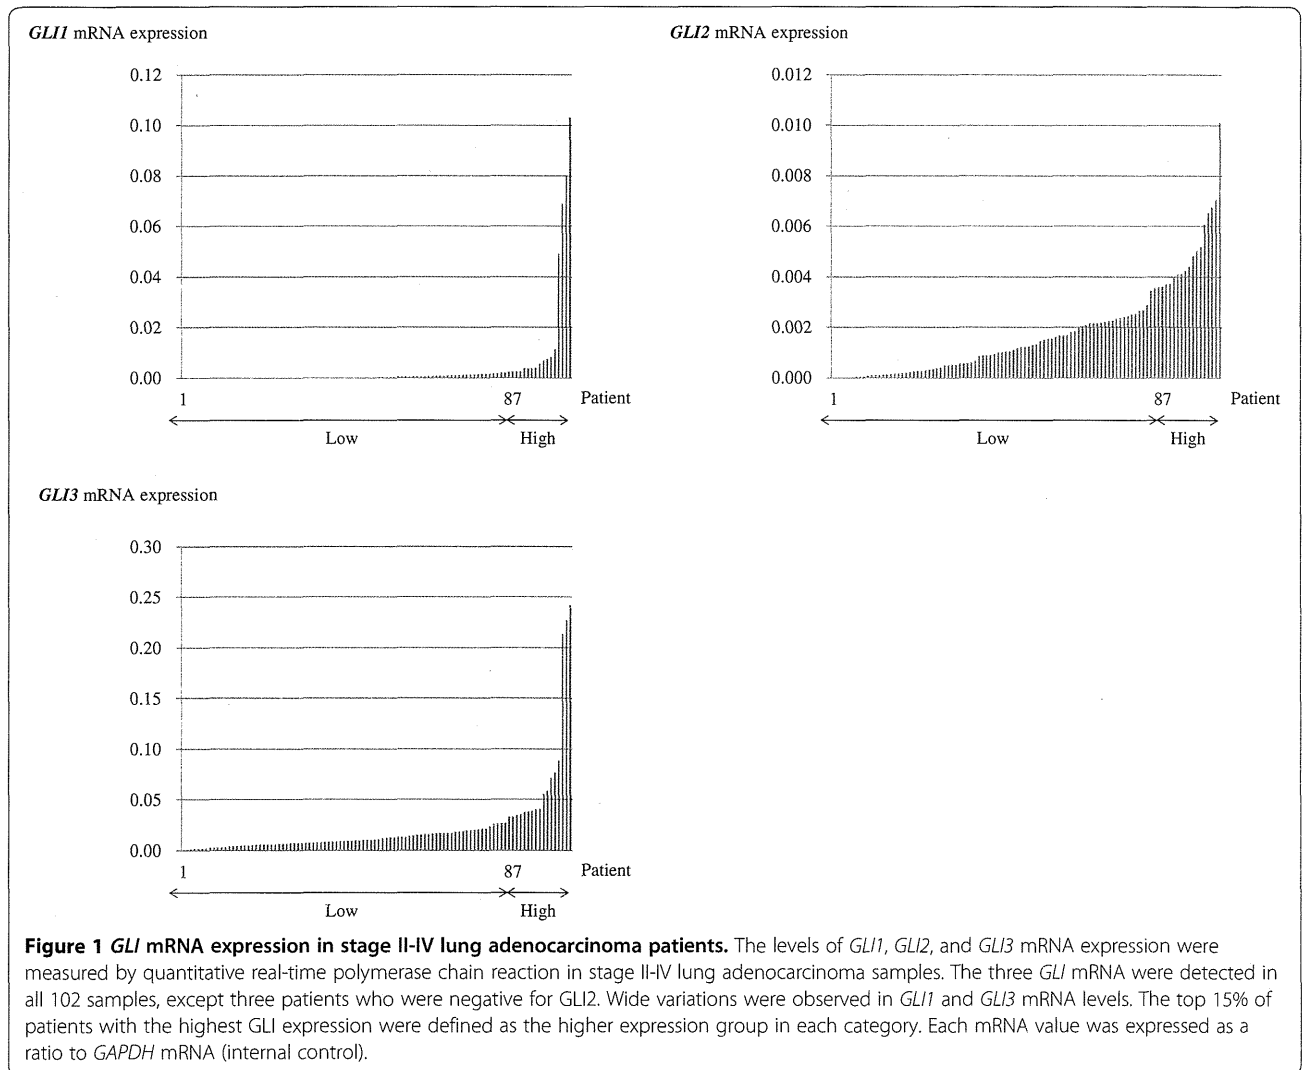 GLI1 mRNA expression
0.12
0.10
0.08
0.06
0.04
0.02
0.00
1
87
Patient
Low
High
GLI2 mRNA expression
0.012
0.010
0.008
0.006
0.004
0.002
0.000
1
87
Patient
Low
High
GLI3 mRNA expression
0.30
0.25
0.20
0.15
0.10
0.05
0.00
1
87
Patient
Low
High
Figure 1 GLI mRNA expression in stage II-IV lung adenocarcinoma patients. The levels of GLI1, GLI2, and GLI3 mRNA expression were
measured by quantitative real-time polymerase chain reaction in stage II-IV lung adenocarcinoma samples. The three GLI mRNA were detected in
all 102 samples, except three patients who were negative for GLI2. Wide variations were observed in GLI1 and GLI3 mRNA levels. The top 15% of
patients with the highest GLI expression were defined as the higher expression group in each category. Each mRNA value was expressed as a
ratio to GAPDH mRNA (internal control).